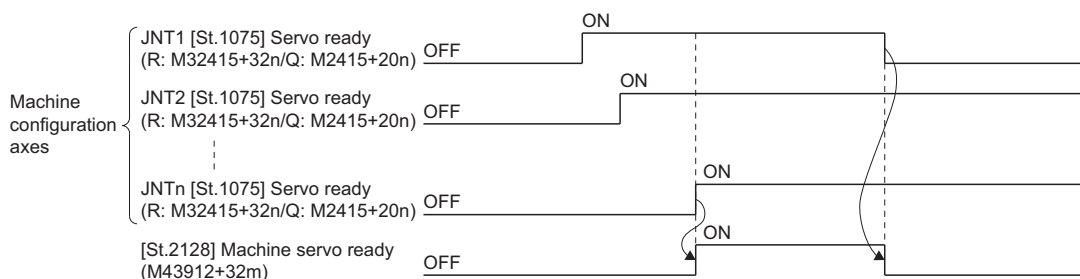 ON
JNT1 [St.1075] Servo ready
(R: M32415+32n/Q: M2415+20n)
OFF
ON
JNT2 [St.1075] Servo ready
(R: M32415+32n/Q: M2415+20n)
OFF
Machine
configuration
axes
ON
JNTn [St.1075] Servo ready
(R: M32415+32n/Q: M2415+20n)
OFF
ON
[St.2128] Machine servo ready
(M43912+32m)
OFF